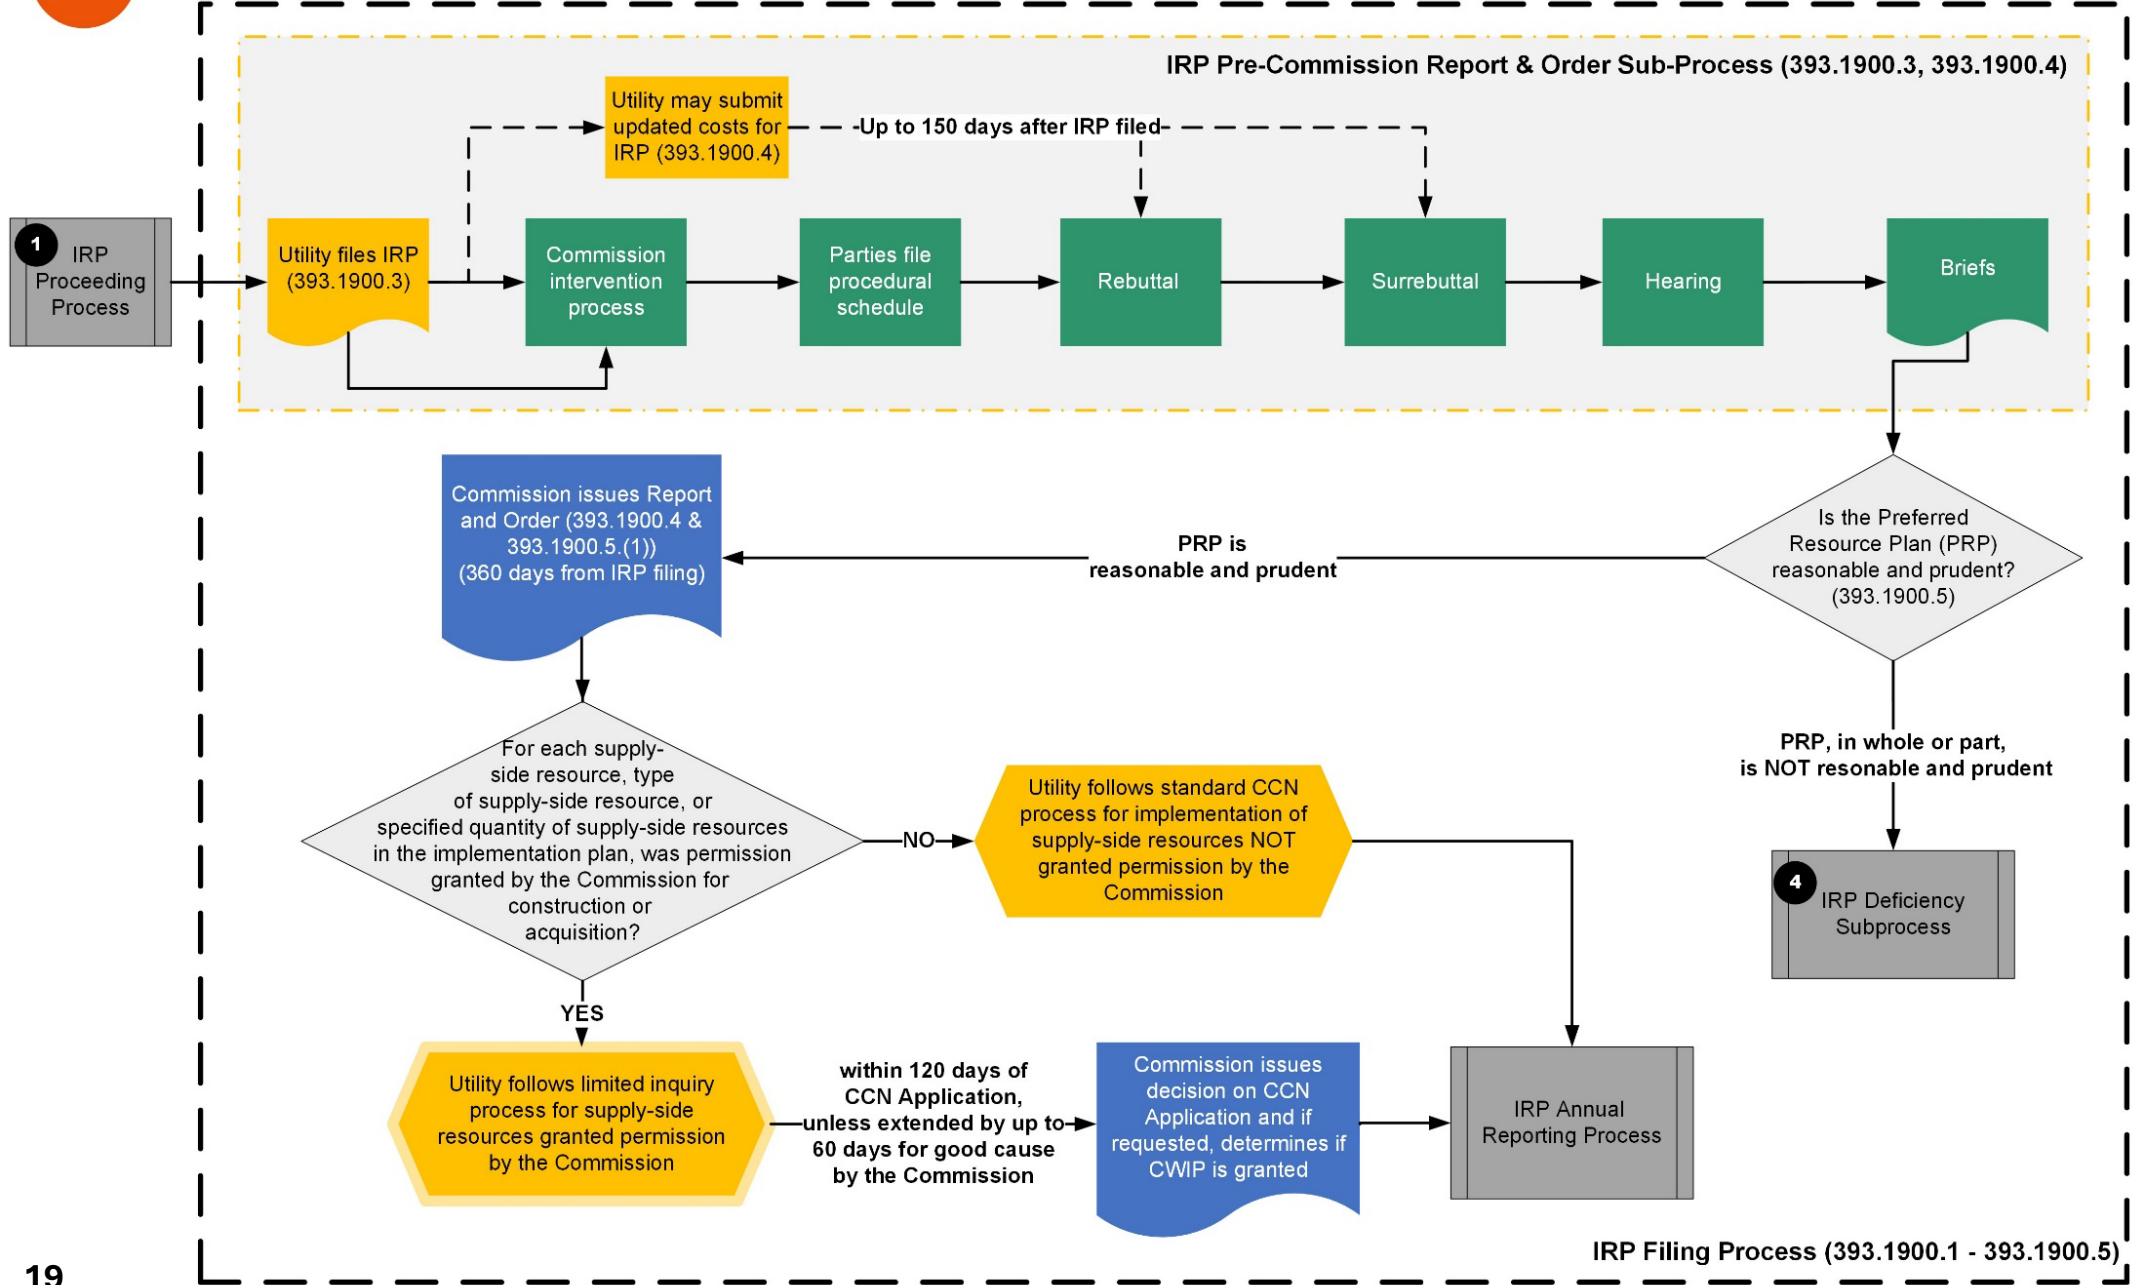 IRP Pre-Commission Report & Order Sub-Process (393.1900.3, 393.1900.4)
Utility may submit
updated costs for
IRP (393.1900.4)
Up to 150 days after IRP filed
1
IRP
Proceeding
Process
Utility files IRP
(393.1900.3)
Commission
intervention
process
Parties file
procedural
schedule
Rebuttal
Surrebuttal
Hearing
Briefs
Commission issues Report
and Order (393.1900.4 &
393.1900.5.(1))
(360 days from IRP filing)
PRP is
reasonable and prudent
Is the Preferred
Resource Plan (PRP)
reasonable and prudent?
(393.1900.5)
PRP, in whole or part,
is NOT resonable and prudent
For each supply-
side resource, type
of supply-side resource, or
specified quantity of supply-side resources
in the implementation plan, was permission
granted by the Commission for
construction or
acquisition?
NO
Utility follows standard CCN
process for implementation of
supply-side resources NOT
granted permission by the
Commission
4
IRP Deficiency
Subprocess
YES
Utility follows limited inquiry
process for supply-side
resources granted permission
by the Commission
within 120 days of
CCN Application,
unless extended by up to
60 days for good cause
by the Commission
Commission issues
decision on CCN
Application and if
requested, determines if
CWIP is granted
IRP Annual
Reporting Process
IRP Filing Process (393.1900.1 - 393.1900.5)
19